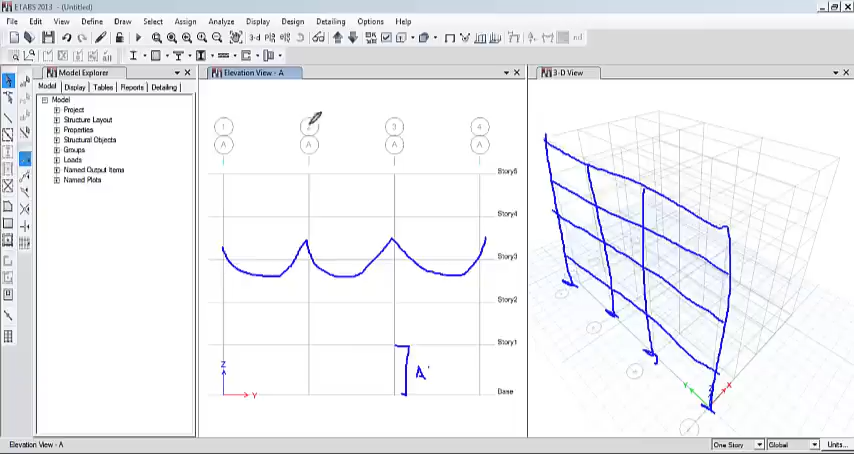 ETABS 2013 - (Untitled)
File Edit View Define Draw Select Assign Analyze Display Design Detailing Options Help
3-d
nd
Model Explorer
Model Display Tables Reports Detailing
Model
Project
Structure Layout
Properties
Structural Objects
Groups
Loads
Named Output Items
Named Plots
Elevation View - A
1 2 3 4
A A A A
Story5
Story4
Story3
Story2
Story1
Base
Z
Y
A
3-D View
Y Z X
Elevation View - A
One Story Global Units...